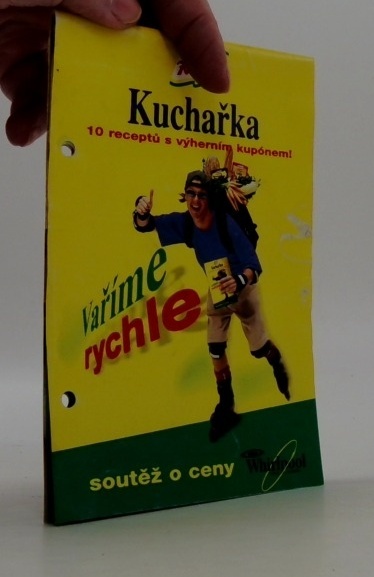 Kuchařka
10 receptů s výherním kupónem!
Vaříme
rychle
soutěž o ceny
Whirlpool